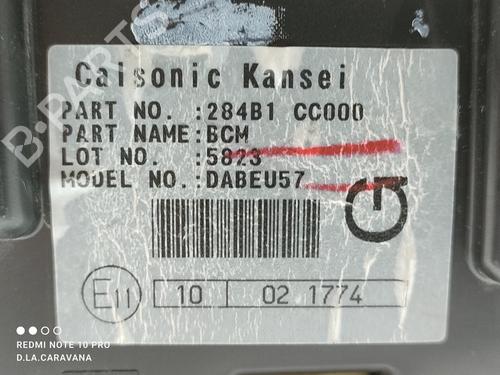 B-PARTS
Calsonic Kansei
PART NO. :284B1 CC000
PART NAME:BCM
LOT NO. :5823
MODEL NO.:DABEU57
G
E11 10 02 1774
REDMI NOTE 10 PRO
D.LA.CARAVANA